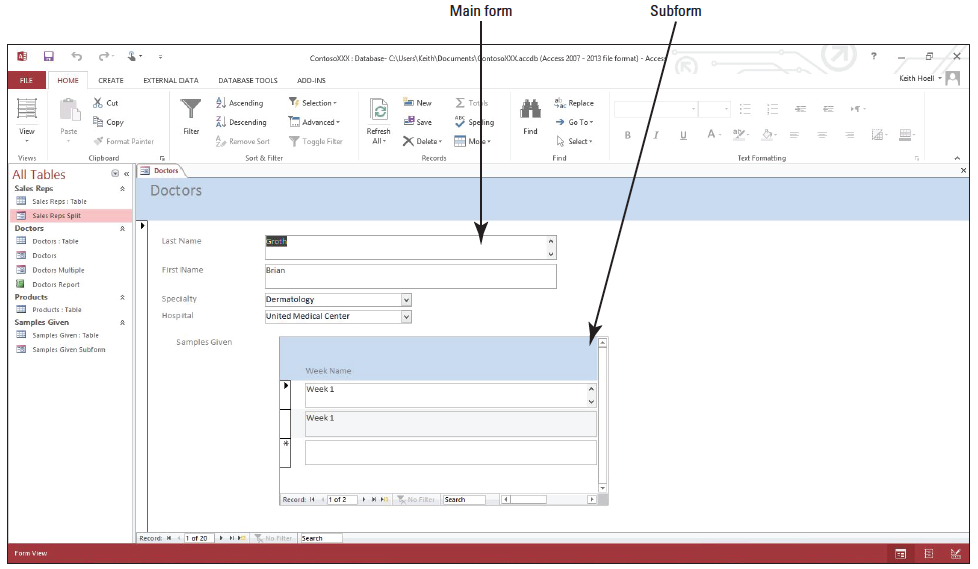 Main form
Subform
ContosoXXX : Database- C:\Users\Keith\Documents\ContosoXXX.accdb (Access 2007 - 2013 file format) - Access
?
FILE HOME CREATE EXTERNAL DATA DATABASE TOOLS ADD-INS
Keith Hoell
View
Views
Paste
Cut
Copy
Format Painter
Clipboard
Filter
Ascending
Descending
Remove Sort
Selection
Advanced
Toggle Filter
Sort & Filter
Refresh
All
New
Save
Delete
Totals
Spelling
More
Records
Find
Replace
Go To
Select
Find
B I U A
Text Formatting
All Tables
Sales Reps
Sales Reps : Table
Sales Reps Split
Doctors
Doctors : Table
Doctors
Doctors Multiple
Doctors Report
Products
Products : Table
Samples Given
Samples Given : Table
Samples Given Subform
Doctors
Doctors
Last Name Groth
First Name Brian
Specialty Dermatology
Hospital United Medical Center
Samples Given
Week Name
Week 1
Week 1
Record: 1 of 2 No Filter Search
Record: 1 of 20 No Filter Search
Form View